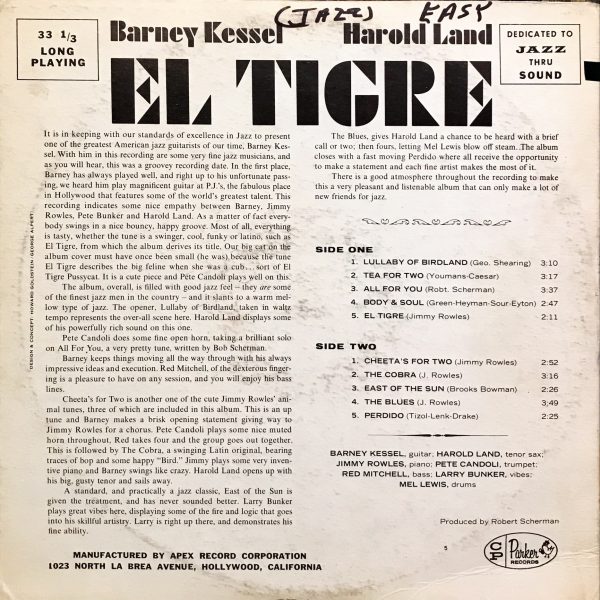 (JAZZ) EASY
33 1/3
LONG
PLAYING
Barney Kessel Harold Land
EL TIGRE
DEDICATED TO
JAZZ
THRU
SOUND
It is in keeping with our standards of excellence in Jazz to present
one of the greatest American jazz guitarists of our time, Barney Kes-
sel. With him in this recording are some very fine jazz musicians, and
as you will hear, this was a groovey recording date. In the first place,
Barney has always played well, and right up to his unfortunate pass-
ing, we heard him play magnificent guitar at P.J.'s, the fabulous place
in Hollywood that features some of the world's greatest talent. This
recording indicates some nice empathy between Barney, Jimmy
Rowles, Pete Bunker and Harold Land. As a matter of fact every-
body swings in a nice bouncy, happy groove. Most of all, everything
is tasty, whether the tune is a swinger, cool, funky or latino, such as
El Tigre, from which the album derives its title. Our big cat on the
album cover must have once been small (he was) because the tune
El Tigre describes the big feline when she was a cub... sort of El
Tigre Pussycat. It is a cute piece and Pete Candoli plays well on this.
The album, overall, is filled with good jazz feel – they are some
of the finest jazz men in the country – and it slants to a warm mel-
low type of jazz. The opener, Lullaby of Birdland, taken in waltz
tempo represents the over-all scene here. Harold Land displays some
of his powerfully rich sound on this one.
Pete Candoli does some fine open horn, taking a brilliant solo
on All For You, a very pretty tune, written by Bob Scherman.
Barney keeps things moving all the way through with his always
impressive ideas and execution. Red Mitchell, of the dexterous finger-
ing is a pleasure to have on any session, and you will enjoy his bass
lines.
Cheeta's for Two is another one of the cute Jimmy Rowles' ani-
mal tunes, three of which are included in this album. This is an up
tune and Barney makes a brisk opening statement giving way to
Jimmy Rowles for a chorus. Pete Candoli plays some nice muted
horn throughout, Red takes four and the group goes out together.
This is followed by The Cobra, a swinging Latin original, bearing
traces of bop and some happy "Bird." Jimmy plays some very inven-
tive piano and Barney swings like crazy. Harold Land opens up with
his big, gusty tenor and sails away.
A standard, and practically a jazz classic, East of the Sun is
given the treatment, and has never sounded better. Larry Bunker
plays great vibes here, displaying some of the fire and logic that goes
into his skillful artistry. Larry is right up there, and demonstrates his
fine ability.
The Blues, gives Harold Land a chance to be heard with a brief
call or two; then fours, letting Mel Lewis blow off steam. The album
closes with a fast moving Perdido where all receive the opportunity
to make a statement and each fine artist makes the most of it.
There is a good atmosphere throughout the recording to make
this a very pleasant and listenable album that can only make a lot of
new friends for jazz.
SIDE ONE
1. LULLABY OF BIRDLAND (Geo. Shearing) 3:10
2. TEA FOR TWO (Youmans-Caesar) 3:17
3. ALL FOR YOU (Robt. Scherman) 3:37
4. BODY & SOUL (Green-Heyman-Sour-Eyton) 2:47
5. EL TIGRE (Jimmy Rowles) 2:11
SIDE TWO
1. CHEETA'S FOR TWO (Jimmy Rowles) 2:52
2. THE COBRA (J. Rowles) 3:16
3. EAST OF THE SUN (Brooks Bowman) 2:26
4. THE BLUES (J. Rowles) 3:49
5. PERDIDO (Tizol-Lenk-Drake) 2:25
BARNEY KESSEL, guitar; HAROLD LAND, tenor sax;
JIMMY ROWLES, piano; PETE CANDOLI, trumpet;
RED MITCHELL, bass; LARRY BUNKER, vibes;
MEL LEWIS, drums
Produced by Robert Scherman
DESIGN & CONCEPT: HOWARD GOLDSTEIN-GEORGE ALPERT
MANUFACTURED BY APEX RECORD CORPORATION
1023 NORTH LA BREA AVENUE, HOLLYWOOD, CALIFORNIA
5
CP Parker
RECORDS